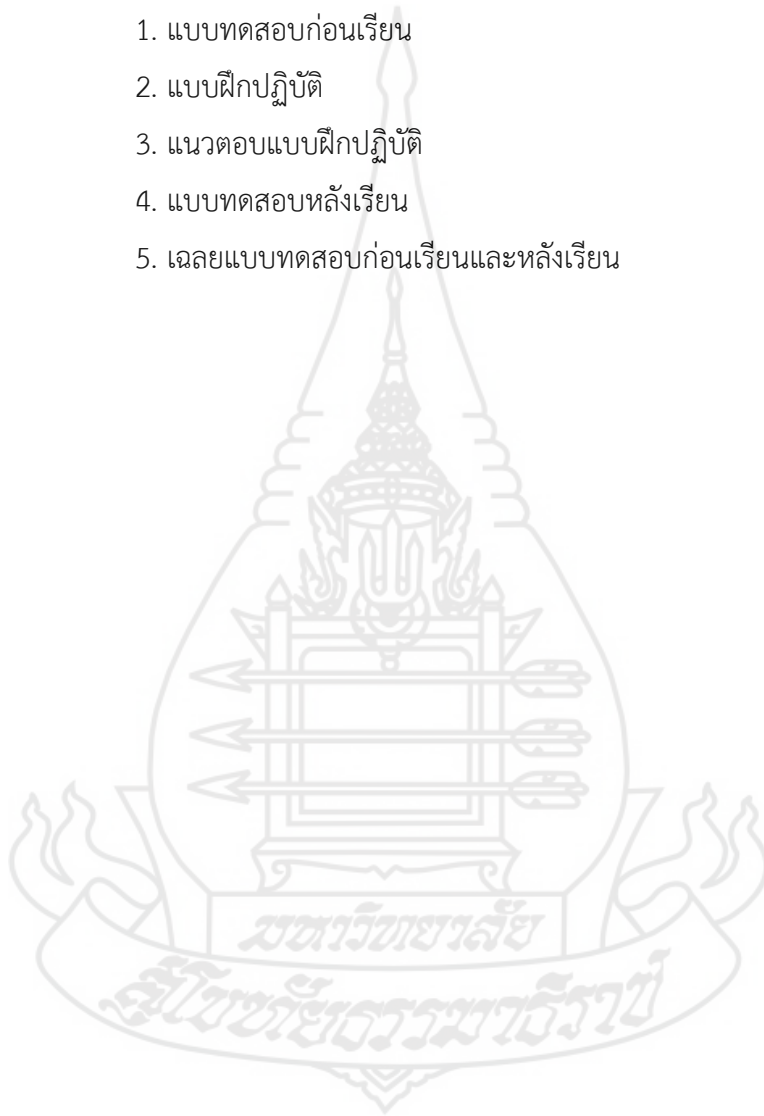 1. แบบทดสอบก่อนเรียน
2. แบบฝึกปฏิบัติ
3. แนวตอบแบบฝึกปฏิบัติ
4. แบบทดสอบหลังเรียน
5. เฉลยแบบทดสอบก่อนเรียนและหลังเรียน
มหาวิทยาลัย
สุโขทัยธรรมาธิราช